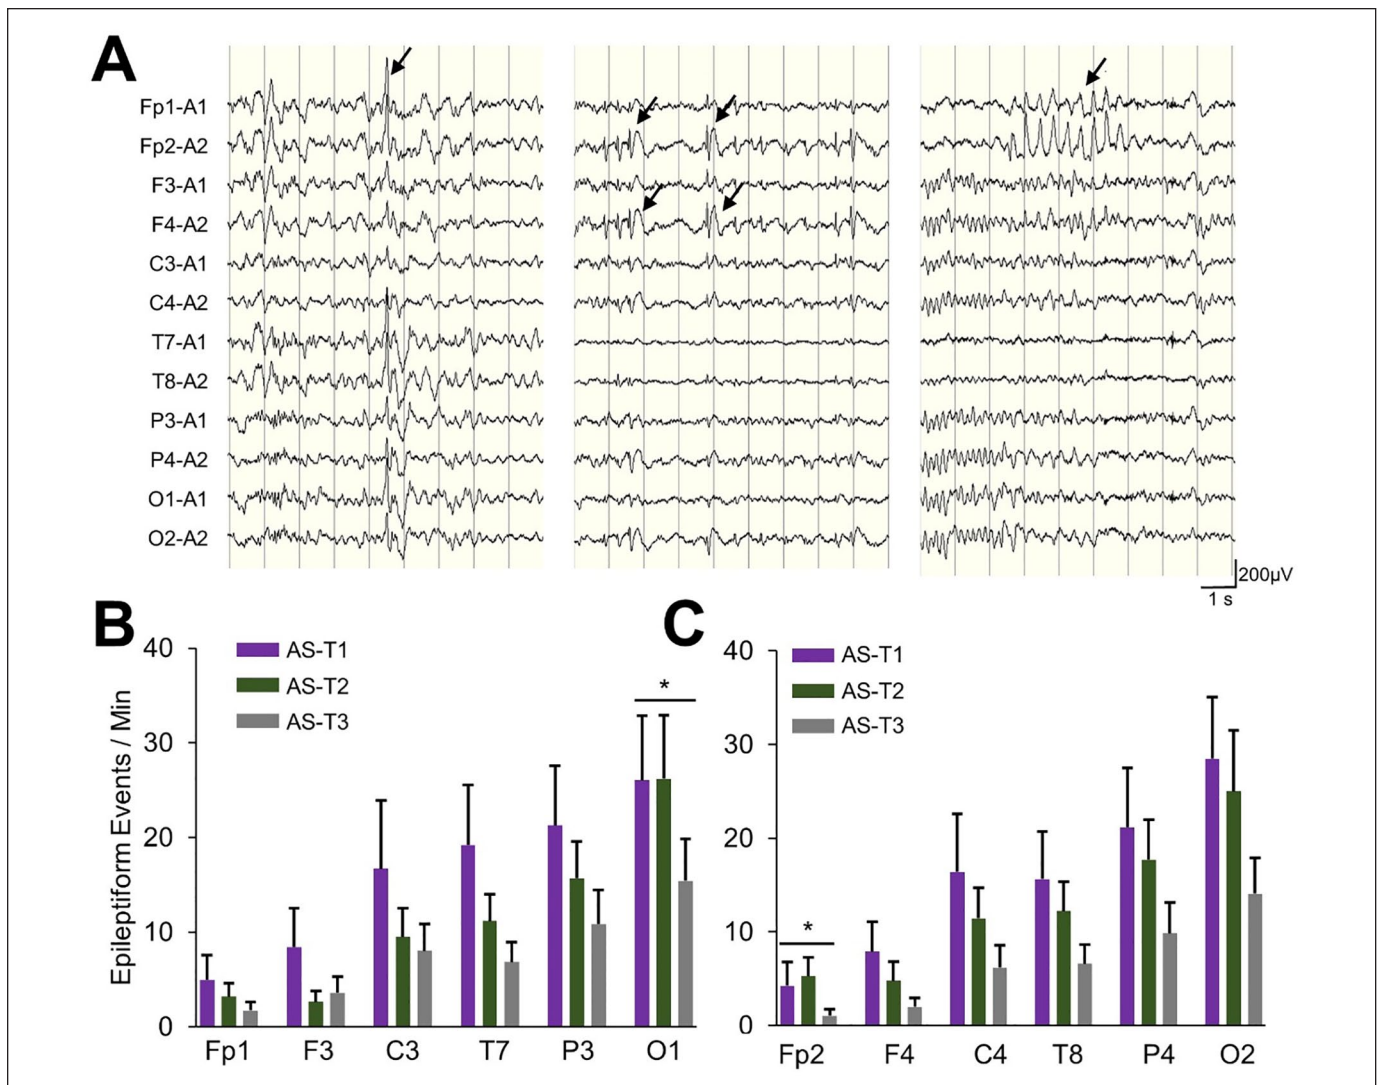 A
Fp1-A1
Fp2-A2
F3-A1
F4-A2
C3-A1
C4-A2
T7-A1
T8-A2
P3-A1
P4-A2
O1-A1
O2-A2
200µV
1 s
B
Epileptiform Events / Min
40
30
20
10
0
AS-T1
AS-T2
AS-T3
*
Fp1 F3 C3 T7 P3 O1
C
40
30
20
10
0
AS-T1
AS-T2
AS-T3
*
Fp2 F4 C4 T8 P4 O2